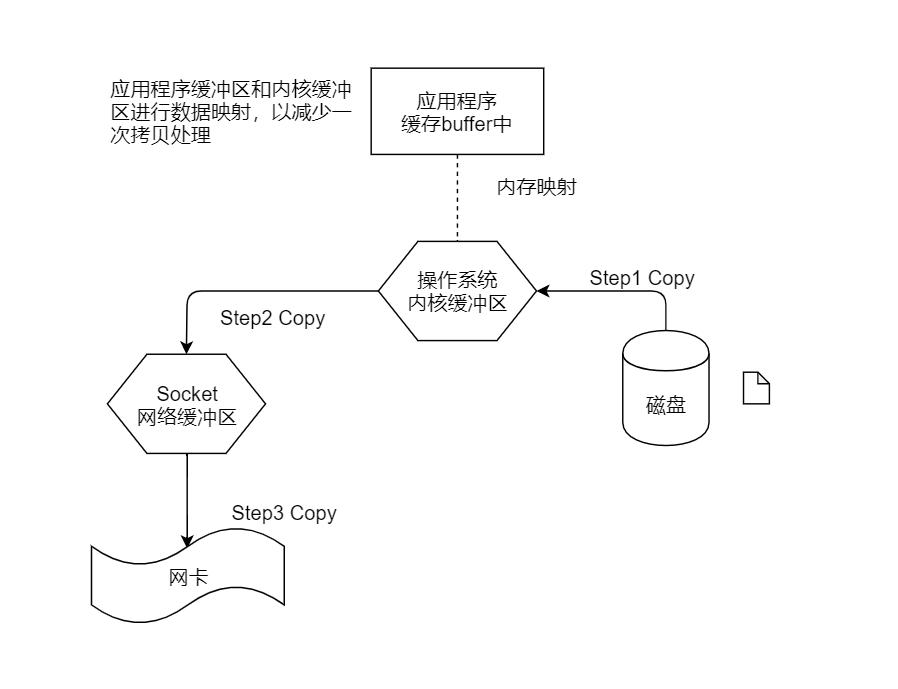 应用程序缓冲区和内核缓冲
区进行数据映射，以减少一
次拷贝处理
应用程序
缓存buffer中
内存映射
操作系统
内核缓冲区
Step1 Copy
Step2 Copy
Socket
网络缓冲区
磁盘
Step3 Copy
网卡